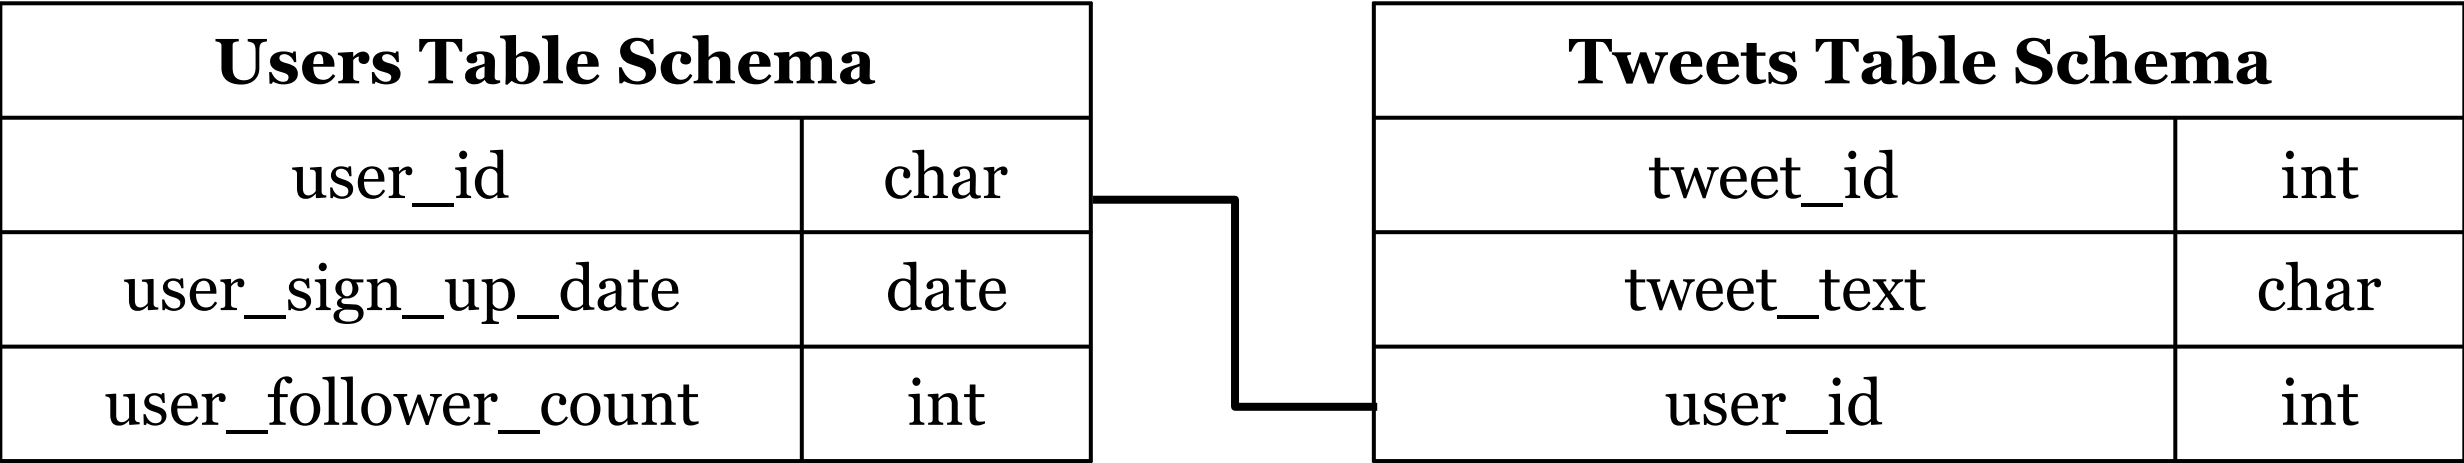 Users Table Schema
user_id char
user_sign_up_date date
user_follower_count int
Tweets Table Schema
tweet_id int
tweet_text char
user_id int